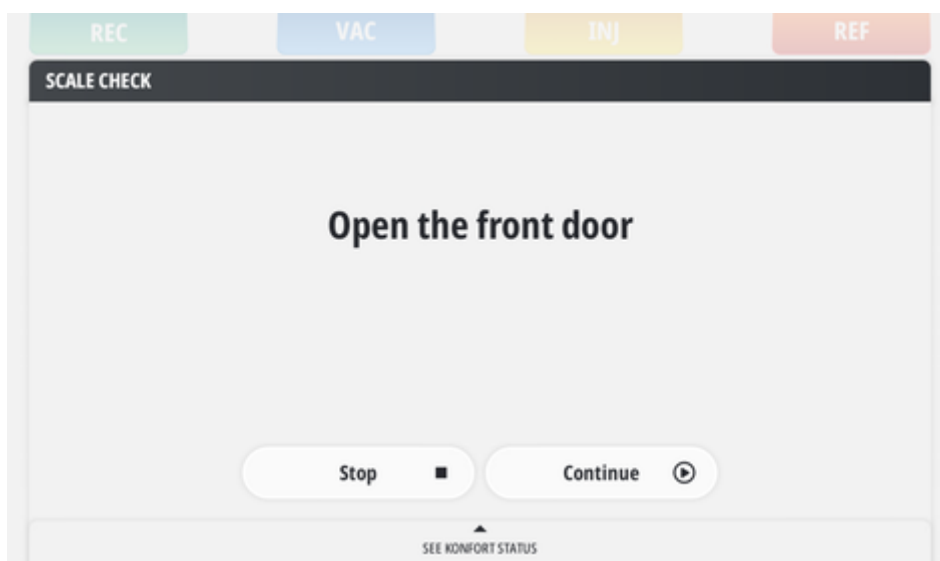 REC VAC INJ REF
SCALE CHECK
Open the front door
Stop Continue
SEE KONFORT STATUS